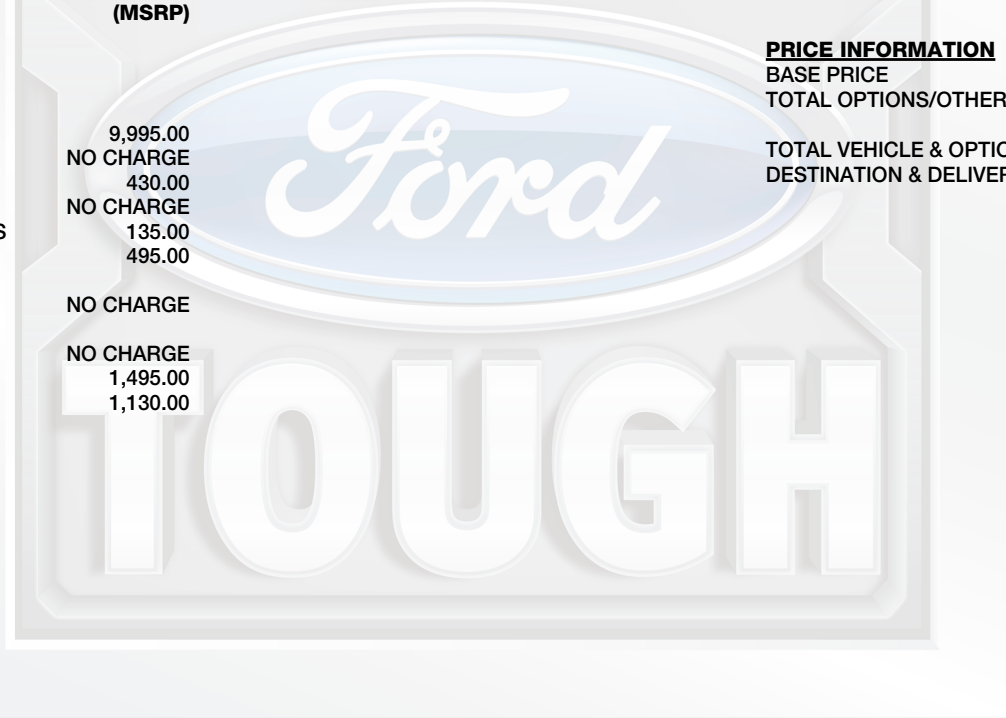 (MSRP)
9,995.00
NO CHARGE
430.00
NO CHARGE
S
135.00
495.00
NO CHARGE
NO CHARGE
1,495.00
1,130.00
PRICE INFORMATION
BASE PRICE
TOTAL OPTIONS/OTHER
TOTAL VEHICLE & OPTIO
DESTINATION & DELIVER
Ford
TOUGH